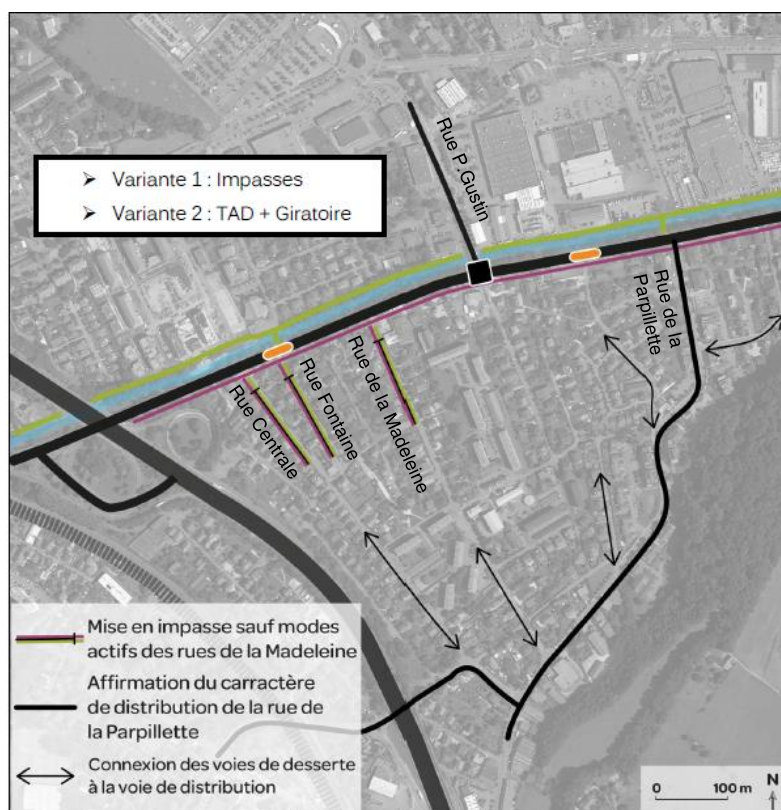 Rue P.Gustin
➢ Variante 1 : Impasses
➢ Variante 2 : TAD + Giratoire
Rue de la
Parpillette
Rue de la Madeleine
Rue Fontaine
Rue Centrale
Mise en impasse sauf modes
actifs des rues de la Madeleine
Affirmation du carractère
de distribution de la rue de
la Parpillette
Connexion des voies de desserte
à la voie de distribution
0 100 m N